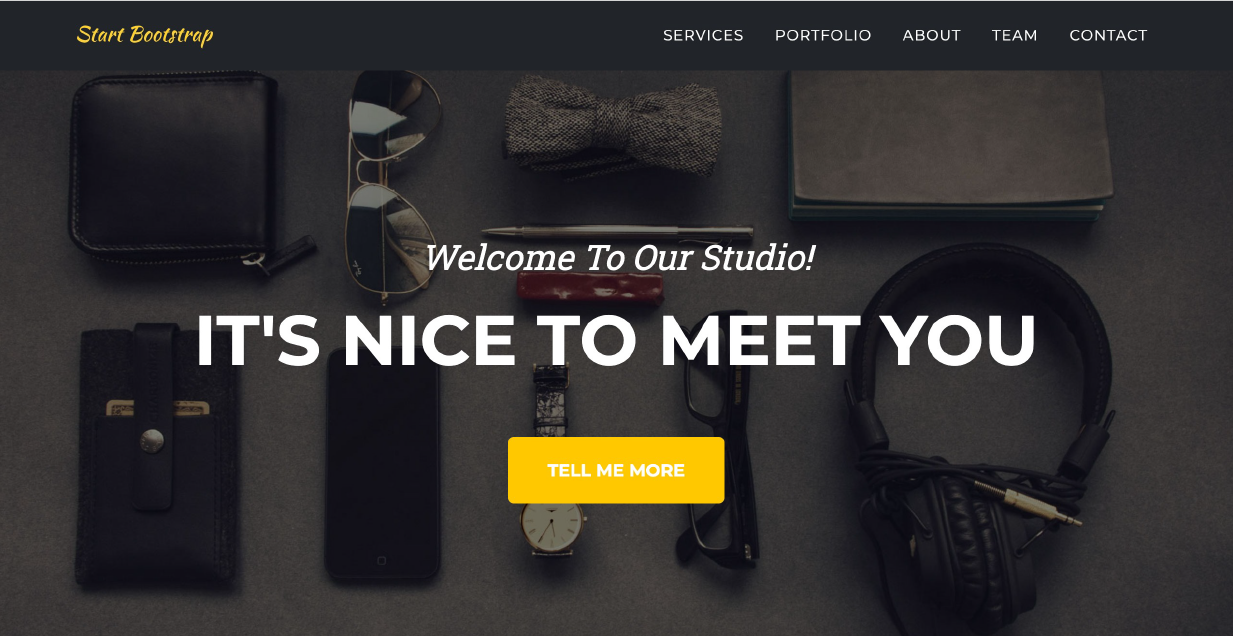 Start Bootstrap
SERVICES PORTFOLIO ABOUT TEAM CONTACT
Welcome To Our Studio!
IT'S NICE TO MEET YOU
TELL ME MORE